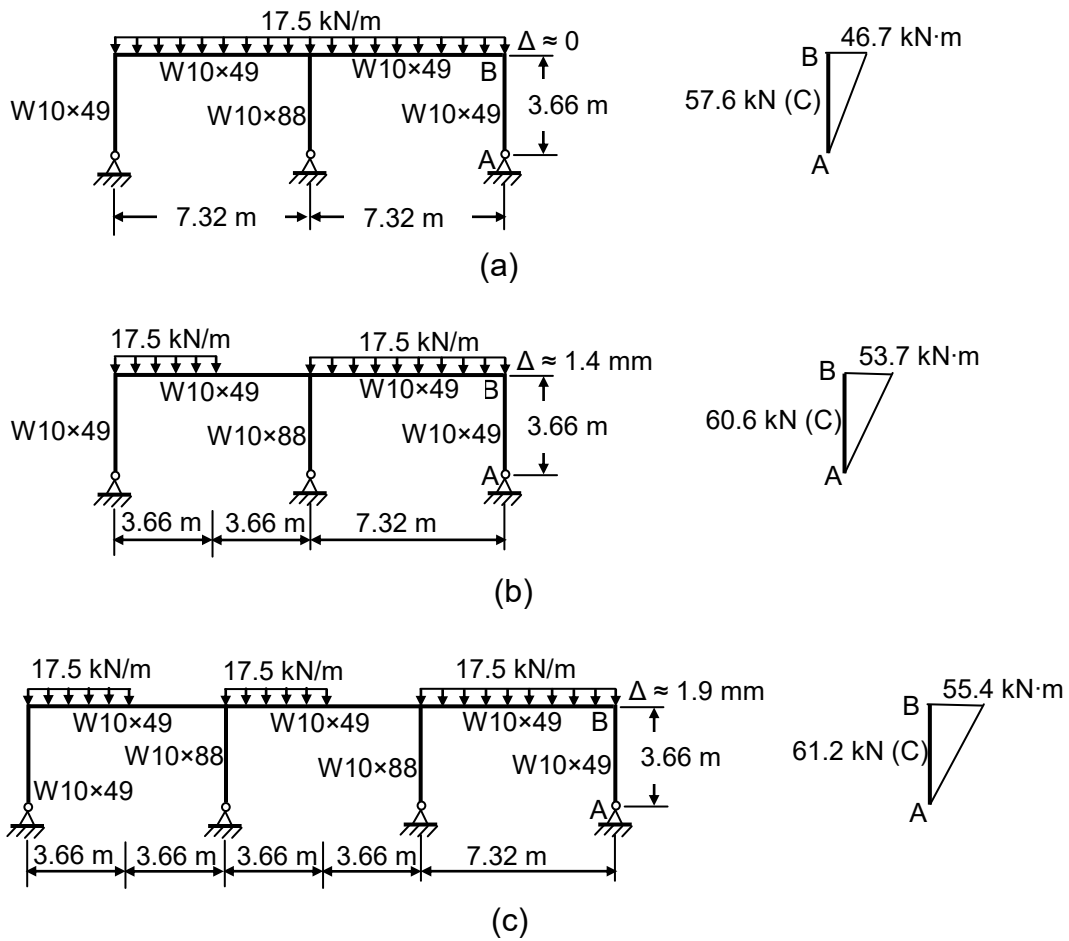 17.5 kN/m
Δ ≈ 0
46.7 kN·m
W10×49
W10×49
B
B
W10×49
W10×88
W10×49
3.66 m
57.6 kN (C)
A
A
7.32 m
7.32 m
(a)
17.5 kN/m
17.5 kN/m
Δ ≈ 1.4 mm
53.7 kN·m
W10×49
W10×49
B
B
W10×49
W10×88
W10×49
3.66 m
60.6 kN (C)
A
A
3.66 m
3.66 m
7.32 m
(b)
17.5 kN/m
17.5 kN/m
17.5 kN/m
Δ ≈ 1.9 mm
55.4 kN·m
W10×49
W10×49
W10×49
B
B
W10×88
W10×88
W10×49
3.66 m
61.2 kN (C)
W10×49
A
A
3.66 m
3.66 m
3.66 m
3.66 m
7.32 m
(c)